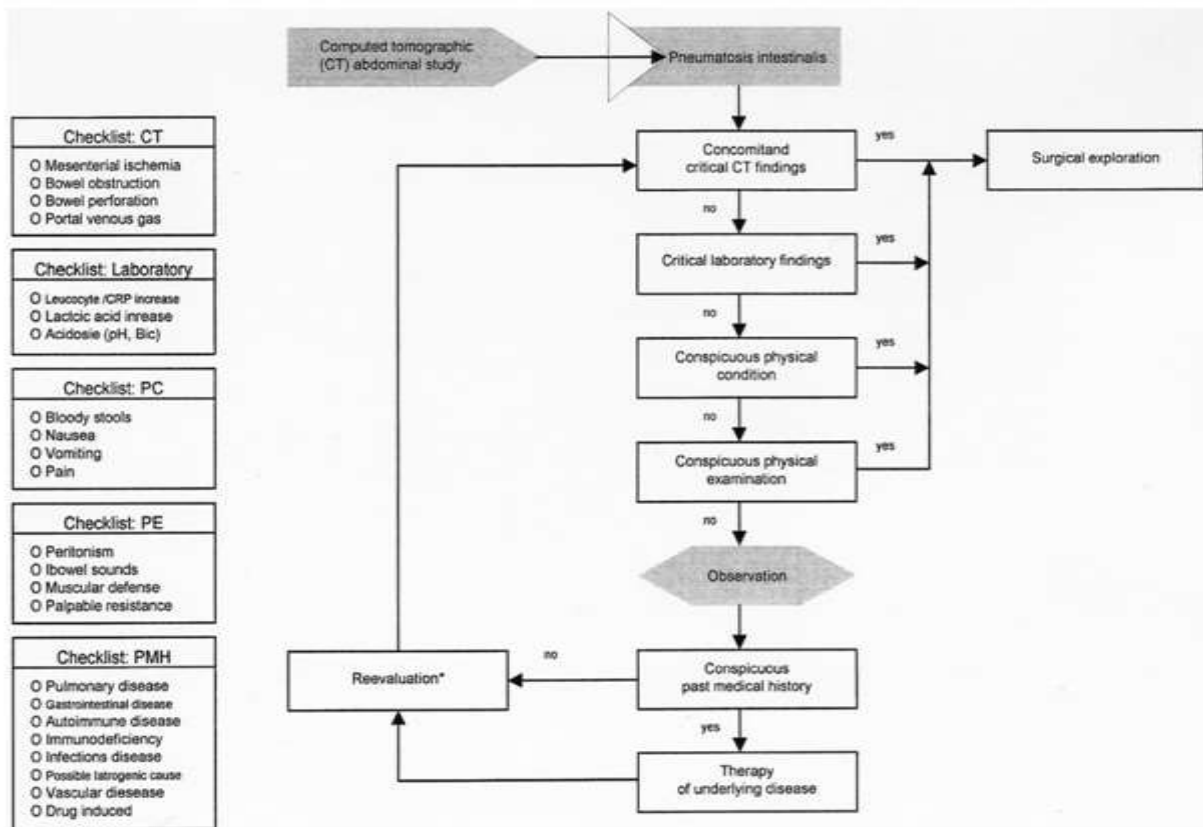 Computed tomographic
(CT) abdominal study
Pneumatosis intestinalis
Checklist: CT
O Mesenterial ischemia
O Bowel obstruction
O Bowel perforation
O Portal venous gas
Checklist: Laboratory
O Leucocyte /CRP increase
O Lactcic acid inrease
O Acidosie (pH, Bic)
Checklist: PC
O Bloody stools
O Nausea
O Vomiting
O Pain
Checklist: PE
O Peritonism
O Ibowel sounds
O Muscular defense
O Palpable resistance
Checklist: PMH
O Pulmonary disease
O Gastrointestinal disease
O Autoimmune disease
O Immunodeficiency
O Infections disease
O Possible Iatrogenic cause
O Vascular diesease
O Drug induced
Concomitand
critical CT findings
yes
Surgical exploration
no
Critical laboratory findings
yes
no
Conspicuous physical
condition
yes
no
Conspicuous physical
examination
yes
no
Observation
Conspicuous
past medical history
no
Reevaluation*
yes
Therapy
of underlying disease